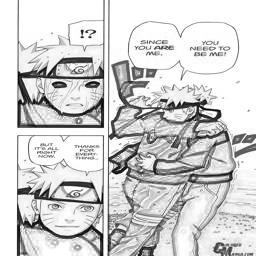 !?
SINCE
YOU ARE
ME,
YOU
NEED TO
BE ME!
BUT
IT'S ALL
RIGHT
NOW.
THANKS
FOR
EVERY-
THING...